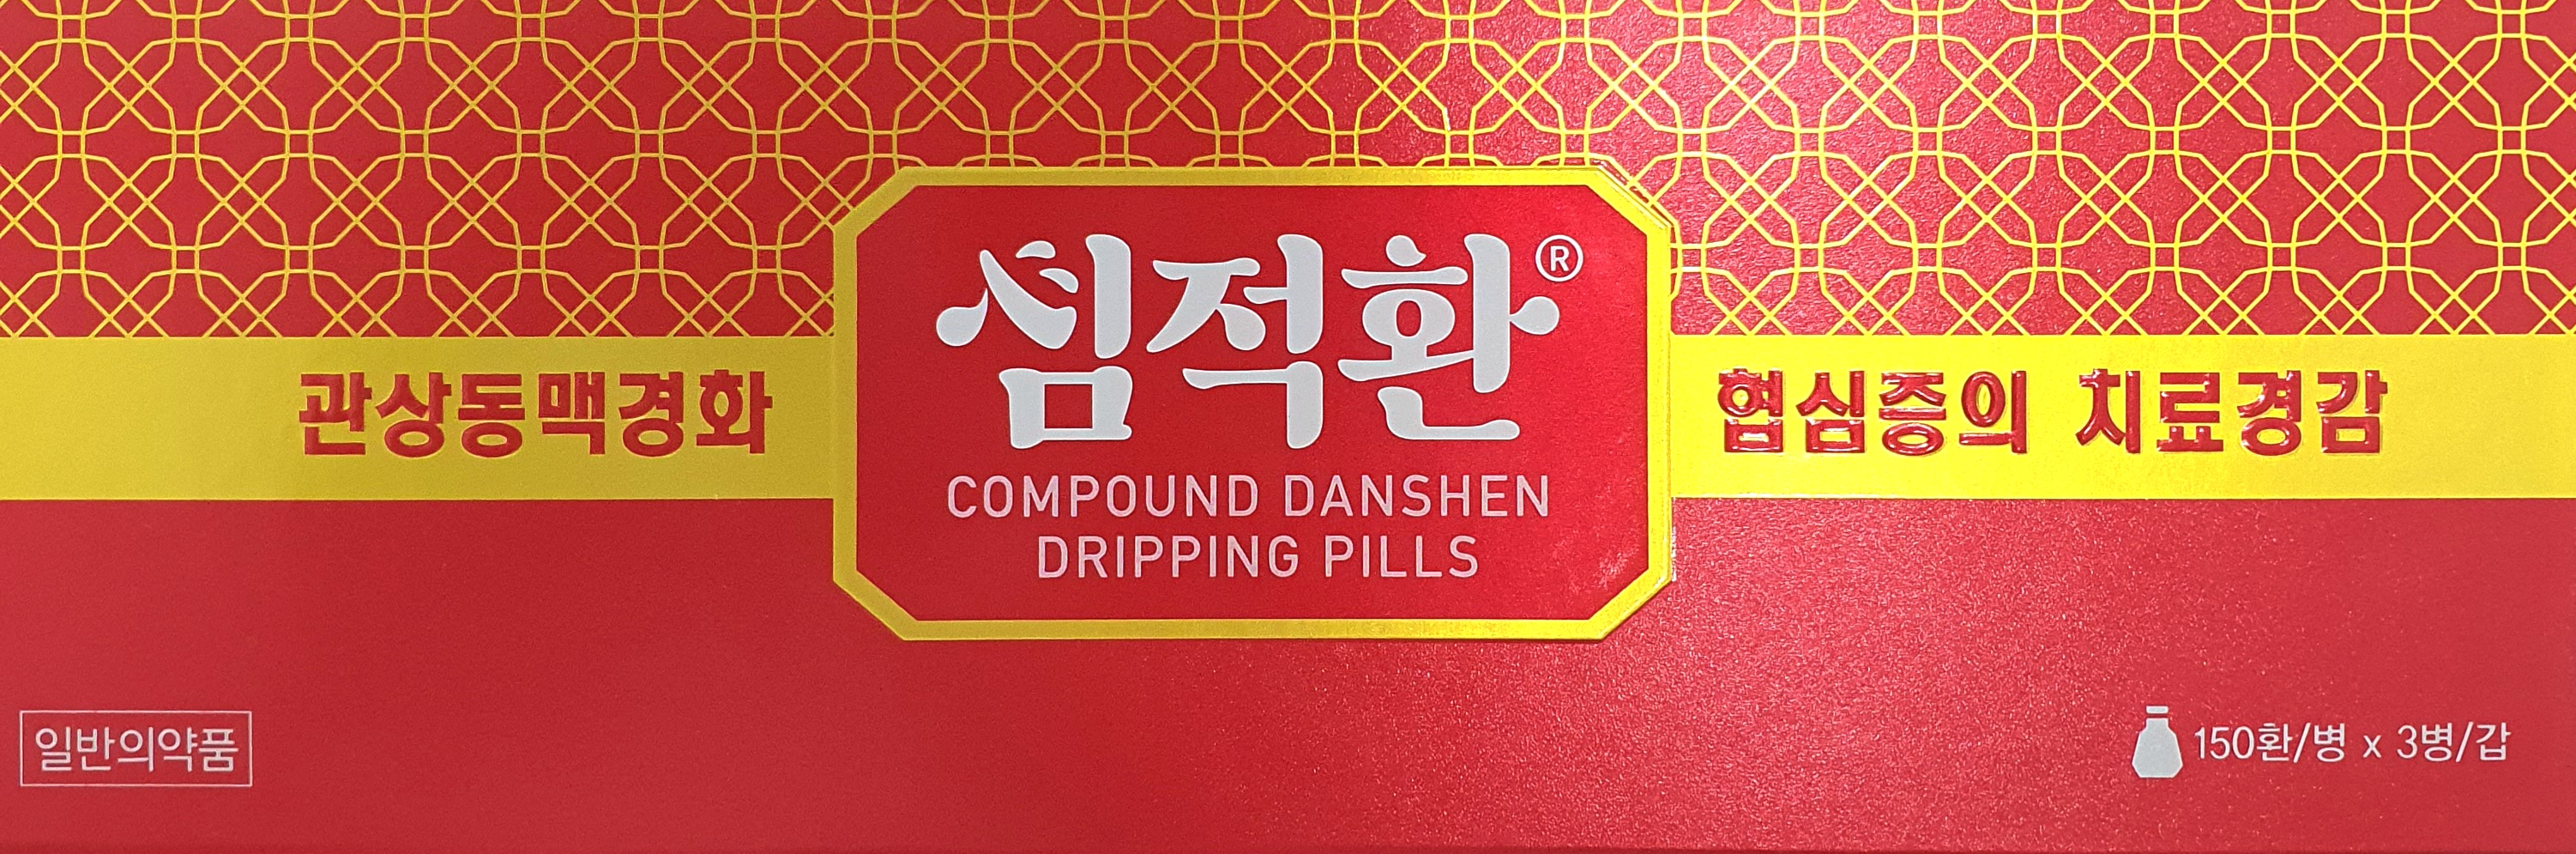 심적환®
COMPOUND DANSHEN
DRIPPING PILLS
관상동맥경화
협심증의 치료경감
일반의약품
150환/병 x 3병/갑